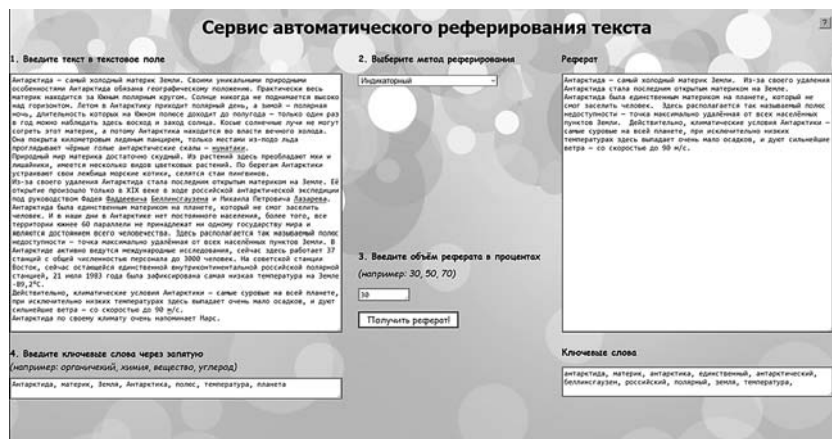 Сервис автоматического реферирования текста
?
1. Введите текст в текстовое поле
Антарктида – самый холодный материк Земли. Своими уникальными природными
особенностями Антарктида обязана географическому положению. Практически весь
материк находится за Южным полярным кругом. Солнце никогда не поднимается высоко
над горизонтом. Летом в Антарктику приходит полярный день, а зимой – полярная
ночь, длительность которых на Южном полюсе доходит до полугода – только один раз
в год можно наблюдать здесь восход и заход солнца. Косые солнечные лучи не могут
согреть этот материк, а потому Антарктида находится во власти вечного холода.
Она покрыта километровым ледяным панцирем, только местами из-подо льда
проглядывают чёрные голые антарктические скалы – нунатаки.
Природный мир материка достаточно скудный. Из растений здесь преобладают мхи и
лишайники, имеется несколько видов цветковых растений. По берегам Антарктики
устраивают свои лежбища морские котики, селятся стаи пингвинов.
Из-за своего удаления Антарктида стала последним открытым материком на Земле. Её
открытие произошло только в XIX веке в ходе российской антарктической экспедиции
под руководством Фадея Фаддеевича Беллинсгаузена и Михаила Петровича Лазарева.
Антарктида была единственным материком на планете, который не смог заселить
человек. И в наши дни в Антарктике нет постоянного населения, более того, все
территории южнее 60 параллели не принадлежат ни одному государству мира и
являются достоянием всего человечества. Здесь располагается так называемый полюс
недоступности – точка максимально удалённая от всех населённых пунктов Земли. В
Антарктиде активно ведутся международные исследования, сейчас здесь работает 37
станций с общей численностью персонала до 3000 человек. На советской станции
Восток, сейчас остающейся единственной внутриконтинентальной российской полярной
станцией, 21 июля 1983 года была зафиксирована самая низкая температура на Земле
-89,2°C.
Действительно, климатические условия Антарктики – самые суровые на всей планете,
при исключительно низких температурах здесь выпадает очень мало осадков, и дуют
сильнейшие ветра – со скоростью до 90 м/с.
Антарктида по своему климату очень напоминает Марс.
2. Выберите метод реферирования
Индикаторный
3. Введите объём реферата в процентах
(например: 30, 50, 70)
30
Получить реферат!
Реферат
Антарктида – самый холодный материк Земли. Из-за своего удаления
Антарктида стала последним открытым материком на Земле.
Антарктида была единственным материком на планете, который не
смог заселить человек. Здесь располагается так называемый полюс
недоступности – точка максимально удалённая от всех населённых
пунктов Земли. Действительно, климатические условия Антарктики –
самые суровые на всей планете, при исключительно низких
температурах здесь выпадает очень мало осадков, и дуют сильнейшие
ветра – со скоростью до 90 м/с.
4. Введите ключевые слова через запятую
(например: органический, химия, вещество, углерод)
Антарктида, материк, Земля, Антарктика, полюс, температура, планета
Ключевые слова
антарктида, материк, антарктика, единственный, антарктический,
беллинсгаузен, российский, полярный, земля, температура,